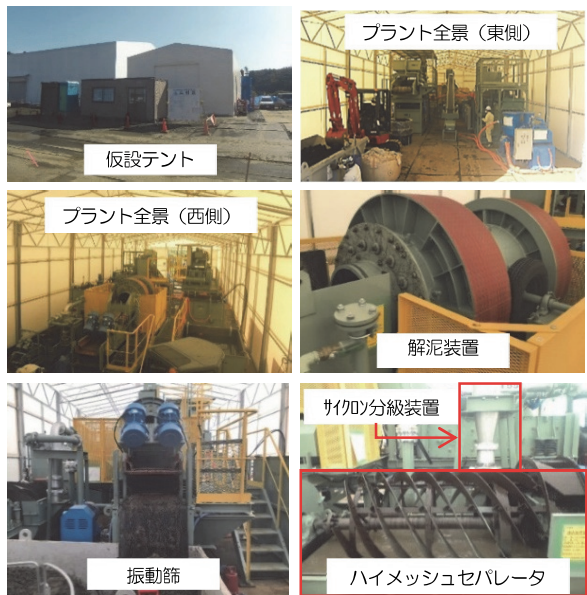 仮設テント
プラント全景（東側）
プラント全景（西側）
解泥装置
振動篩
ｻｲｸﾛﾝ分級装置
ハイメッシュセパレータ